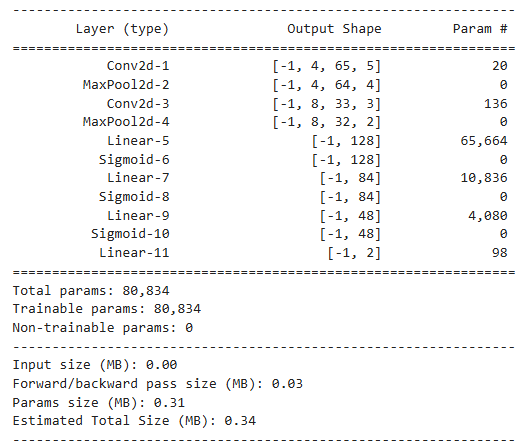 ----------------------------------------------------------------
        Layer (type)               Output Shape         Param #
================================================================
            Conv2d-1             [-1, 4, 65, 5]              20
         MaxPool2d-2             [-1, 4, 64, 4]               0
            Conv2d-3             [-1, 8, 33, 3]             136
         MaxPool2d-4             [-1, 8, 32, 2]               0
            Linear-5                  [-1, 128]          65,664
           Sigmoid-6                  [-1, 128]               0
            Linear-7                   [-1, 84]          10,836
           Sigmoid-8                   [-1, 84]               0
            Linear-9                   [-1, 48]           4,080
          Sigmoid-10                   [-1, 48]               0
           Linear-11                    [-1, 2]              98
================================================================
Total params: 80,834
Trainable params: 80,834
Non-trainable params: 0
----------------------------------------------------------------
Input size (MB): 0.00
Forward/backward pass size (MB): 0.03
Params size (MB): 0.31
Estimated Total Size (MB): 0.34
----------------------------------------------------------------